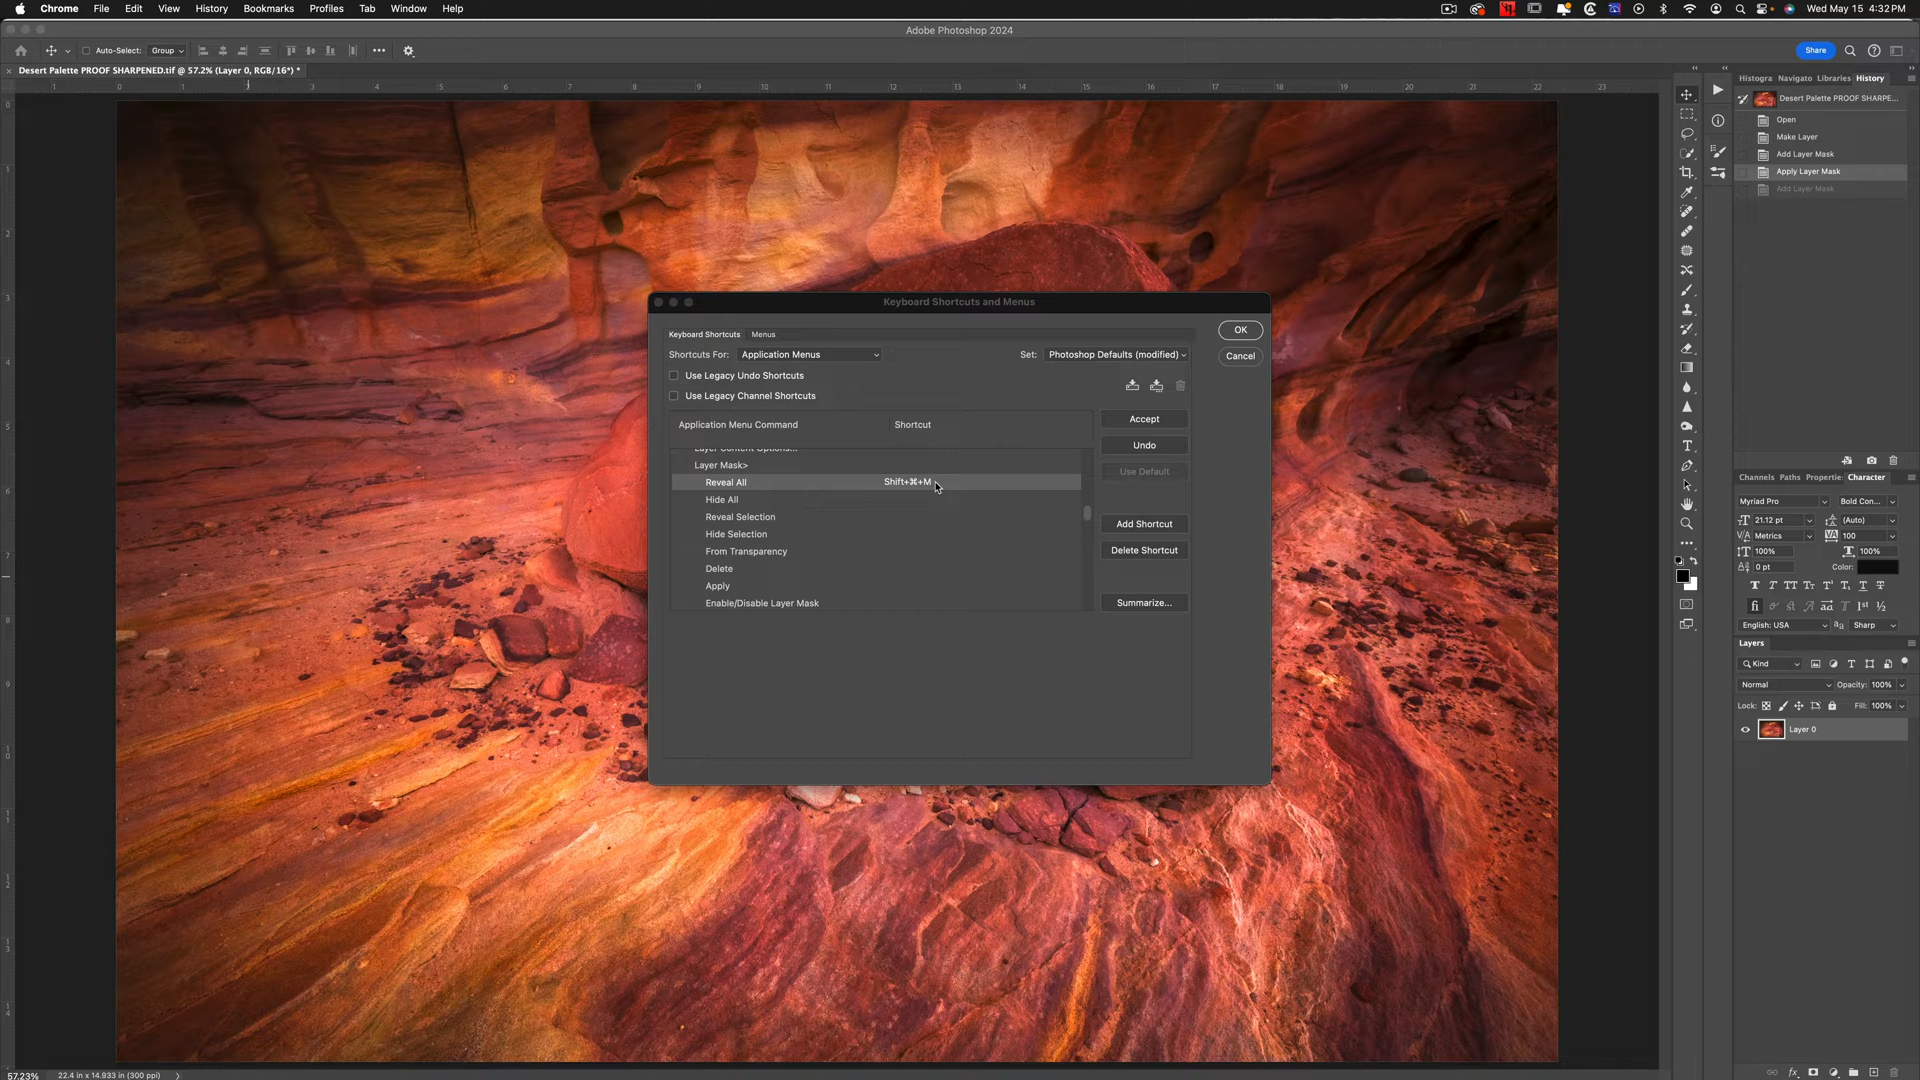 Chrome File Edit View History Bookmarks Profiles Tab Window Help
Wed May 15 4:32 PM
Adobe Photoshop 2024
Auto-Select: Group
Share
Desert Palette PROOF SHARPENED.tif @ 57.2% (Layer 0, RGB/16*) *
Histogra Navigato Libraries History
Desert Palette PROOF SHARPE...
Open
Make Layer
Add Layer Mask
Apply Layer Mask
Add Layer Mask
Keyboard Shortcuts and Menus
Keyboard Shortcuts Menus
OK
Shortcuts For: Application Menus
Set: Photoshop Defaults (modified)
Cancel
Use Legacy Undo Shortcuts
Use Legacy Channel Shortcuts
Application Menu Command Shortcut
Accept
Undo
Use Default
Add Shortcut
Delete Shortcut
Summarize...
Layer Content Options...
Layer Mask>
Reveal All Shift+⌘+M
Hide All
Reveal Selection
Hide Selection
From Transparency
Delete
Apply
Enable/Disable Layer Mask
Channels Paths Propertie: Character
Myriad Pro Bold Con...
21.12 pt (Auto)
Metrics 100
100% 100%
0 pt Color:
English: USA Sharp
Layers
Kind
Normal Opacity: 100%
Lock: Fill: 100%
Layer 0
57.23% 22.4 in x 14.933 in (300 ppi)